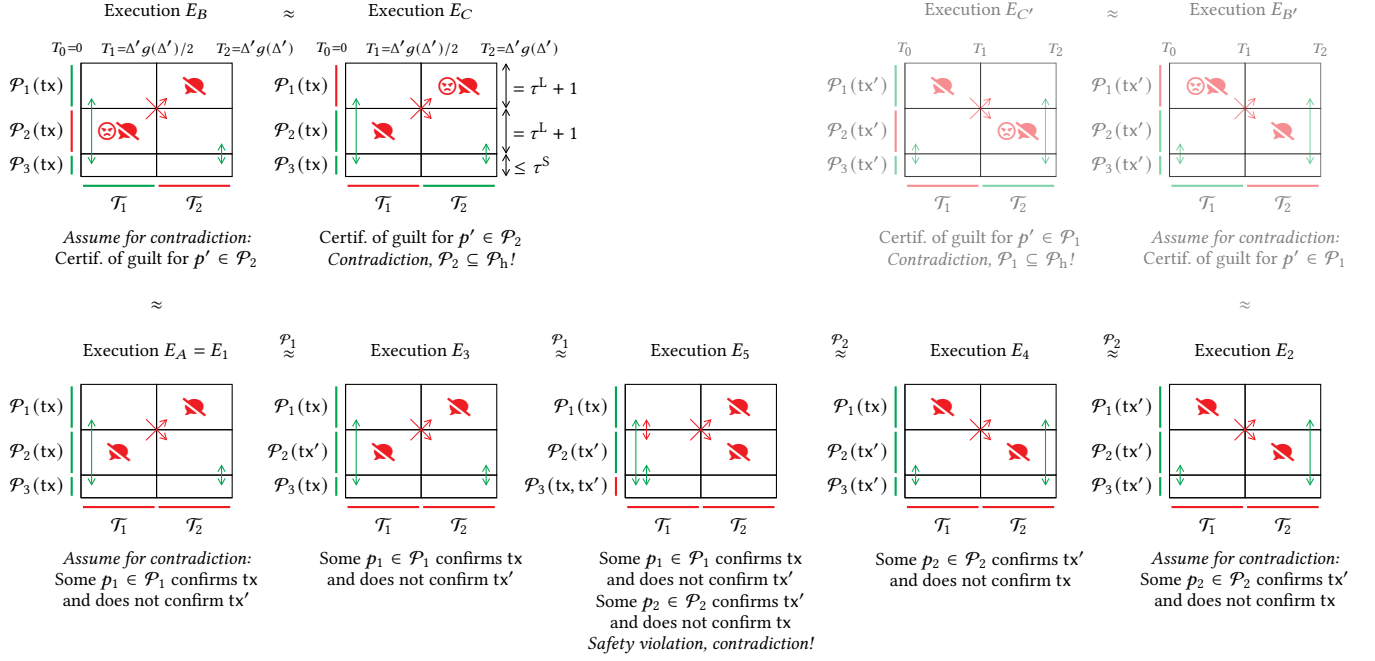 Execution E_B ≈ Execution E_C
Execution E_C′ ≈ Execution E_B′
T_0=0 T_1=Δ′g(Δ′)/2 T_2=Δ′g(Δ′) T_0=0 T_1=Δ′g(Δ′)/2 T_2=Δ′g(Δ′)
T_0 T_1 T_2 T_0 T_1 T_2
𝒫_1(tx) 𝒫_1(tx) = τ^L + 1 𝒫_1(tx′) 𝒫_1(tx′)
𝒫_2(tx) 𝒫_2(tx) = τ^L + 1 𝒫_2(tx′) 𝒫_2(tx′)
𝒫_3(tx) 𝒫_3(tx) ≤ τ^S 𝒫_3(tx′) 𝒫_3(tx′)
𝒯_1 𝒯_2 𝒯_1 𝒯_2 𝒯_1 𝒯_2 𝒯_1 𝒯_2
Assume for contradiction:
Certif. of guilt for p′ ∈ 𝒫_2
Certif. of guilt for p′ ∈ 𝒫_2
Contradiction, 𝒫_2 ⊆ 𝒫_h!
Certif. of guilt for p′ ∈ 𝒫_1
Contradiction, 𝒫_1 ⊆ 𝒫_h!
Assume for contradiction:
Certif. of guilt for p′ ∈ 𝒫_1
≈ ≈
Execution E_A = E_1 𝒫_1 ≈ Execution E_3 𝒫_1 ≈ Execution E_5 𝒫_2 ≈ Execution E_4 𝒫_2 ≈ Execution E_2
𝒫_1(tx) 𝒫_1(tx) 𝒫_1(tx) 𝒫_1(tx) 𝒫_1(tx′)
𝒫_2(tx) 𝒫_2(tx′) 𝒫_2(tx′) 𝒫_2(tx′) 𝒫_2(tx′)
𝒫_3(tx) 𝒫_3(tx) 𝒫_3(tx, tx′) 𝒫_3(tx′) 𝒫_3(tx′)
𝒯_1 𝒯_2 𝒯_1 𝒯_2 𝒯_1 𝒯_2 𝒯_1 𝒯_2 𝒯_1 𝒯_2
Assume for contradiction:
Some p_1 ∈ 𝒫_1 confirms tx
and does not confirm tx′
Some p_1 ∈ 𝒫_1 confirms tx
and does not confirm tx′
Some p_1 ∈ 𝒫_1 confirms tx
and does not confirm tx′
Some p_2 ∈ 𝒫_2 confirms tx′
and does not confirm tx
Safety violation, contradiction!
Some p_2 ∈ 𝒫_2 confirms tx′
and does not confirm tx
Assume for contradiction:
Some p_2 ∈ 𝒫_2 confirms tx′
and does not confirm tx